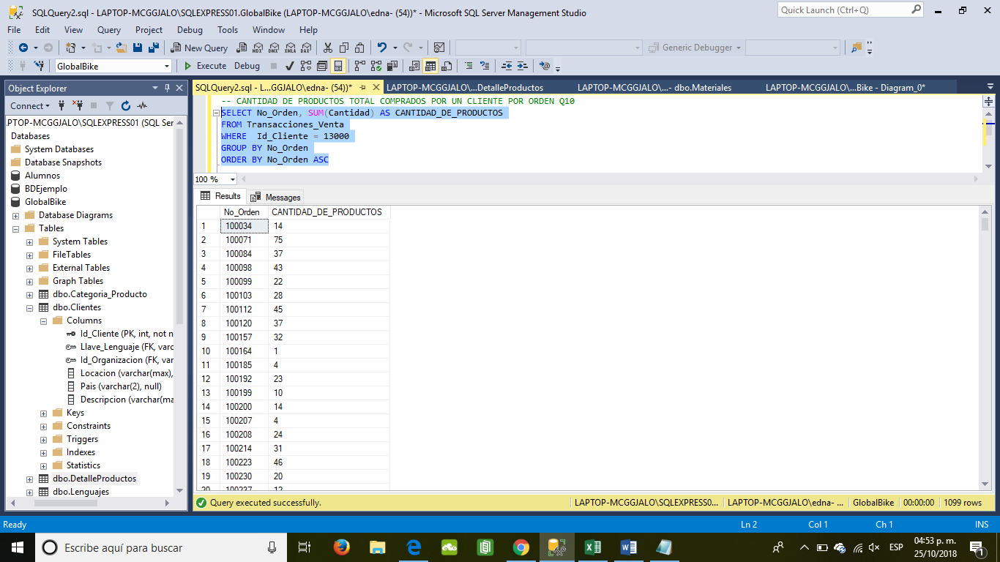 SQLQuery2.sql - LAPTOP-MCGGJALO\SQLEXPRESS01.GlobalBike (LAPTOP-MCGGJALO\edna- (54))* - Microsoft SQL Server Management Studio
Quick Launch (Ctrl+Q)
File Edit View Query Project Debug Tools Window Help
New Query MDX DMX XMLA DAX Generic Debugger
GlobalBike Execute Debug
Object Explorer
SQLQuery2.sql - L...GGJALO\edna- (54))* LAPTOP-MCGGJALO\...DetalleProductos LAPTOP-MCGGJALO\...- dbo.Materiales LAPTOP-MCGGJALO\...Bike - Diagram_0*
Connect
PTOP-MCGGJALO\SQLEXPRESS01 (SQL Ser
Databases
System Databases
Database Snapshots
Alumnos
BDEjemplo
GlobalBike
Database Diagrams
Tables
System Tables
FileTables
External Tables
Graph Tables
dbo.Categoria_Producto
dbo.Clientes
Columns
Id_Cliente (PK, int, not n
Llave_Lenguaje (FK, varc
Id_Organizacion (FK, var
Locacion (varchar(max),
Pais (varchar(2), null)
Descripcion (varchar(ma
Keys
Constraints
Triggers
Indexes
Statistics
dbo.DetalleProductos
dbo.Lenguajes
-- CANTIDAD DE PRODUCTOS TOTAL COMPRADOS POR UN CLIENTE POR ORDEN Q10
SELECT No_Orden, SUM(Cantidad) AS CANTIDAD_DE_PRODUCTOS
FROM Transacciones_Venta
WHERE Id_Cliente = 13000
GROUP BY No_Orden
ORDER BY No_Orden ASC
100 %
Results Messages
No_Orden CANTIDAD_DE_PRODUCTOS
1 100034 14
2 100071 75
3 100084 37
4 100098 43
5 100099 22
6 100103 28
7 100112 45
8 100120 37
9 100157 32
10 100164 1
11 100185 4
12 100192 23
13 100199 10
14 100200 14
15 100207 4
16 100208 24
17 100214 31
18 100223 46
19 100230 20
20 100237 12
Query executed successfully. LAPTOP-MCGGJALO\SQLEXPRESS0... LAPTOP-MCGGJALO\edna- ... GlobalBike 00:00:00 1099 rows
Ready Ln 2 Col 1 Ch 1 INS
Escribe aquí para buscar
ESP
04:53 p. m.
25/10/2018
1